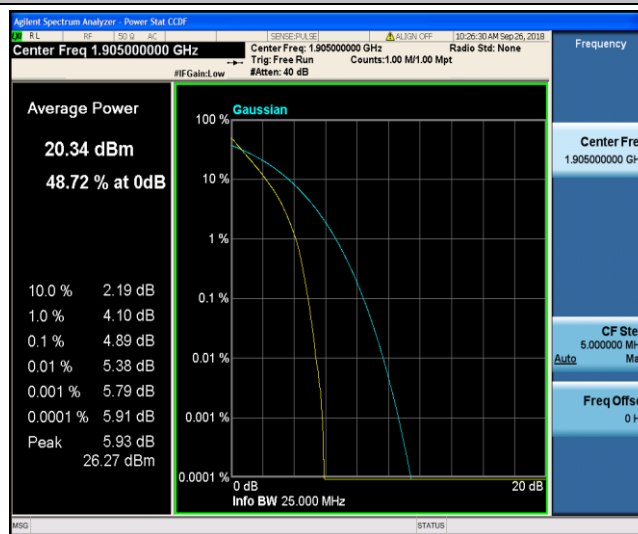 Agilent Spectrum Analyzer - Power Stat CCDF
RL RF 50 Ω AC SENSE:PULSE ALIGN OFF 10:26:30 AM Sep 26, 2018
Center Freq 1.905000000 GHz
Center Freq: 1.905000000 GHz Radio Std: None
Trig: Free Run Counts:1.00 M/1.00 Mpt
#IFGain:Low #Atten: 40 dB
Frequency
Average Power
20.34 dBm
48.72 % at 0dB
10.0 % 2.19 dB
1.0 % 4.10 dB
0.1 % 4.89 dB
0.01 % 5.38 dB
0.001 % 5.79 dB
0.0001 % 5.91 dB
Peak 5.93 dB
26.27 dBm
Gaussian
100 %
10 %
1 %
0.1 %
0.01 %
0.001 %
0.0001 %
0 dB 20 dB
Info BW 25.000 MHz
Center Fre
1.905000000 GH
CF Ste
5.000000 MH
Auto Ma
Freq Offse
0 H
MSG STATUS